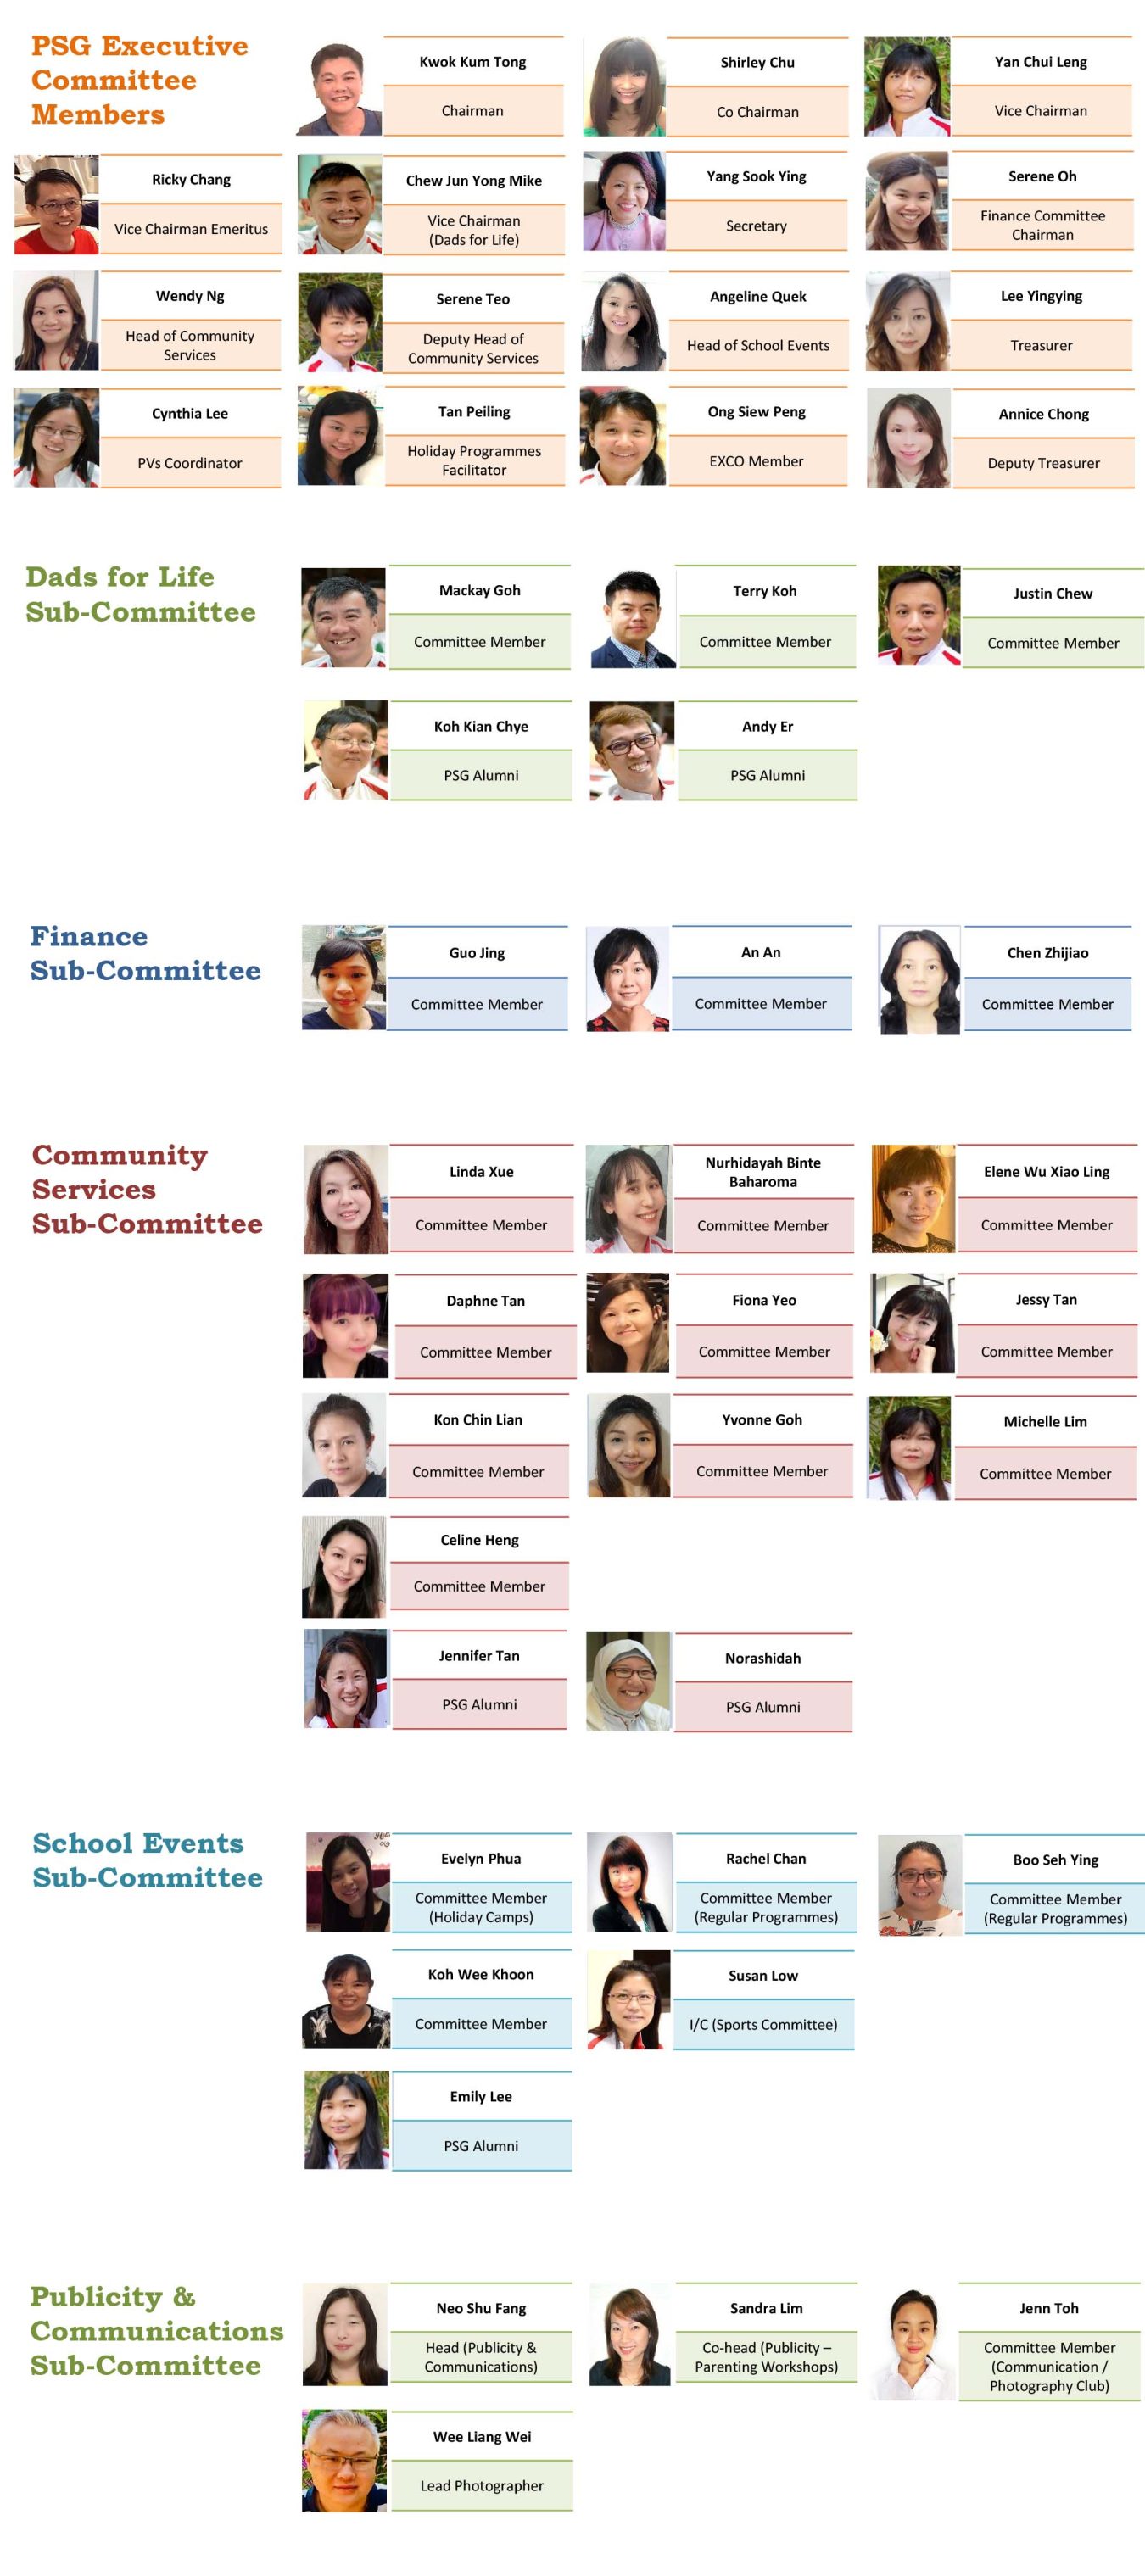 PSG Executive
Committee
Members
Kwok Kum Tong
Chairman
Shirley Chu
Co Chairman
Yan Chui Leng
Vice Chairman
Ricky Chang
Vice Chairman Emeritus
Chew Jun Yong Mike
Vice Chairman
(Dads for Life)
Yang Sook Ying
Secretary
Serene Oh
Finance Committee
Chairman
Wendy Ng
Head of Community
Services
Serene Teo
Deputy Head of
Community Services
Angeline Quek
Head of School Events
Lee Yingying
Treasurer
Cynthia Lee
PVs Coordinator
Tan Peiling
Holiday Programmes
Facilitator
Ong Siew Peng
EXCO Member
Annice Chong
Deputy Treasurer
Dads for Life
Sub-Committee
Mackay Goh
Committee Member
Terry Koh
Committee Member
Justin Chew
Committee Member
Koh Kian Chye
PSG Alumni
Andy Er
PSG Alumni
Finance
Sub-Committee
Guo Jing
Committee Member
An An
Committee Member
Chen Zhijiao
Committee Member
Community
Services
Sub-Committee
Linda Xue
Committee Member
Nurhidayah Binte
Baharoma
Committee Member
Elene Wu Xiao Ling
Committee Member
Daphne Tan
Committee Member
Fiona Yeo
Committee Member
Jessy Tan
Committee Member
Kon Chin Lian
Committee Member
Yvonne Goh
Committee Member
Michelle Lim
Committee Member
Celine Heng
Committee Member
Jennifer Tan
PSG Alumni
Norashidah
PSG Alumni
School Events
Sub-Committee
Evelyn Phua
Committee Member
(Holiday Camps)
Rachel Chan
Committee Member
(Regular Programmes)
Boo Seh Ying
Committee Member
(Regular Programmes)
Koh Wee Khoon
Committee Member
Susan Low
I/C (Sports Committee)
Emily Lee
PSG Alumni
Publicity &
Communications
Sub-Committee
Neo Shu Fang
Head (Publicity &
Communications)
Sandra Lim
Co-head (Publicity –
Parenting Workshops)
Jenn Toh
Committee Member
(Communication /
Photography Club)
Wee Liang Wei
Lead Photographer